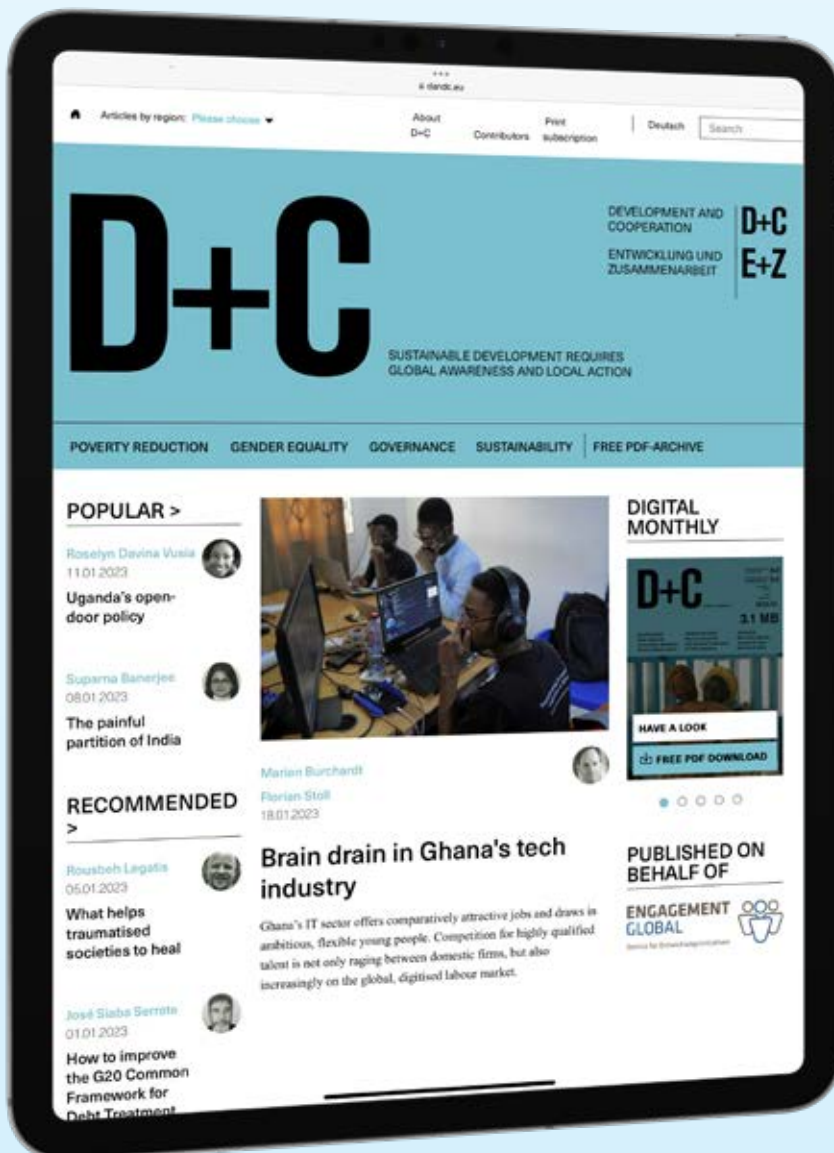 dandc.eu
Articles by region: Please choose
About
D+C
Contributors
Print
subscription
Deutsch
Search
D+C
SUSTAINABLE DEVELOPMENT REQUIRES
GLOBAL AWARENESS AND LOCAL ACTION
DEVELOPMENT AND
COOPERATION
D+C
ENTWICKLUNG UND
ZUSAMMENARBEIT
E+Z
POVERTY REDUCTION
GENDER EQUALITY
GOVERNANCE
SUSTAINABILITY
FREE PDF-ARCHIVE
POPULAR >
Roselyn Davina Vusia
11.01.2023
Uganda's open-
door policy
Suparna Banerjee
08.01.2023
The painful
partition of India
RECOMMENDED
>
Rousbeh Legatis
05.01.2023
What helps
traumatised
societies to heal
José Siaba Serrate
01.01.2023
How to improve
the G20 Common
Framework for
Debt Treatment
Marian Burchardt
Florian Stoll
18.01.2023
Brain drain in Ghana's tech
industry
Ghana's IT sector offers comparatively attractive jobs and draws in
ambitious, flexible young people. Competition for highly qualified
talent is not only raging between domestic firms, but also
increasingly on the global, digitised labour market.
DIGITAL
MONTHLY
D+C
3.1 MB
HAVE A LOOK
FREE PDF DOWNLOAD
PUBLISHED ON
BEHALF OF
ENGAGEMENT
GLOBAL
Service für Entwicklungsinitiativen